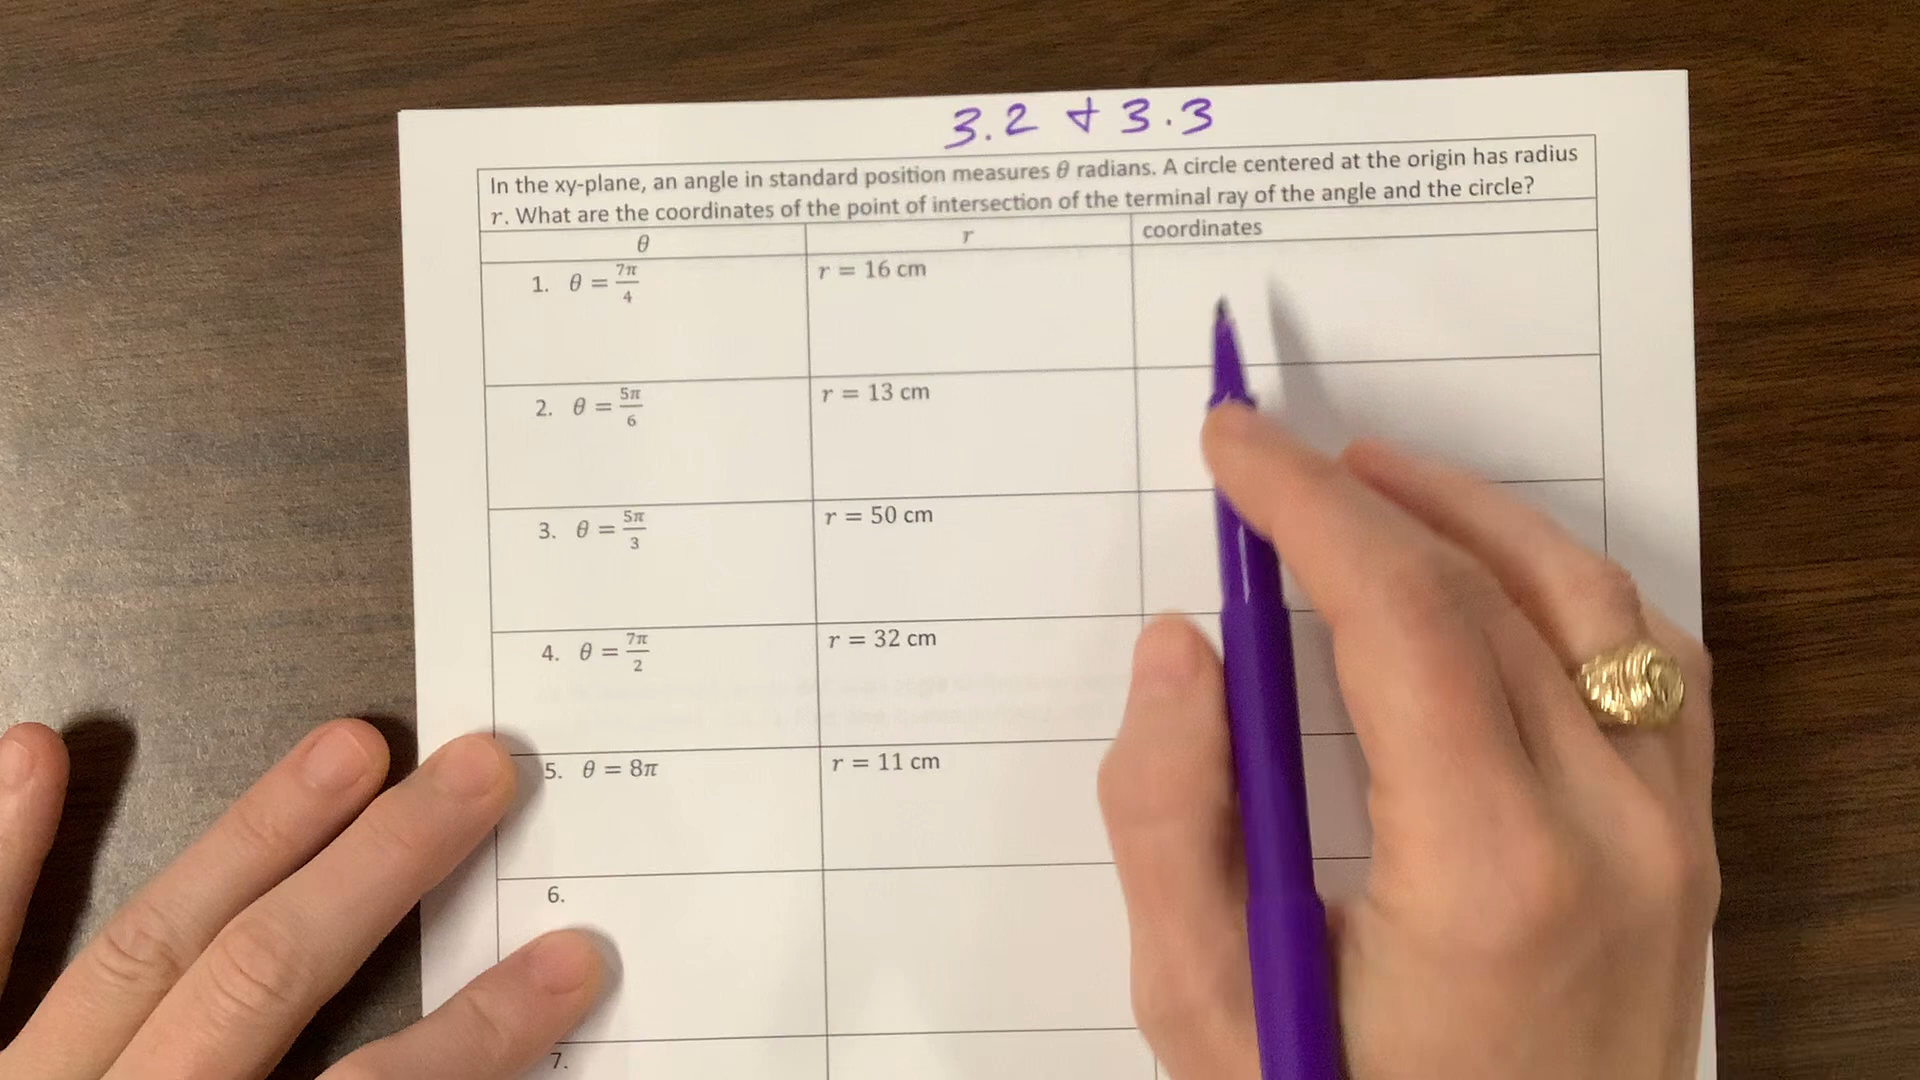 3.2 + 3.3
In the xy-plane, an angle in standard position measures θ radians. A circle centered at the origin has radius
r. What are the coordinates of the point of intersection of the terminal ray of the angle and the circle?
θ r coordinates
1. θ = 7π/4 r = 16 cm
2. θ = 5π/6 r = 13 cm
3. θ = 5π/3 r = 50 cm
4. θ = 7π/2 r = 32 cm
5. θ = 8π r = 11 cm
6.
7.